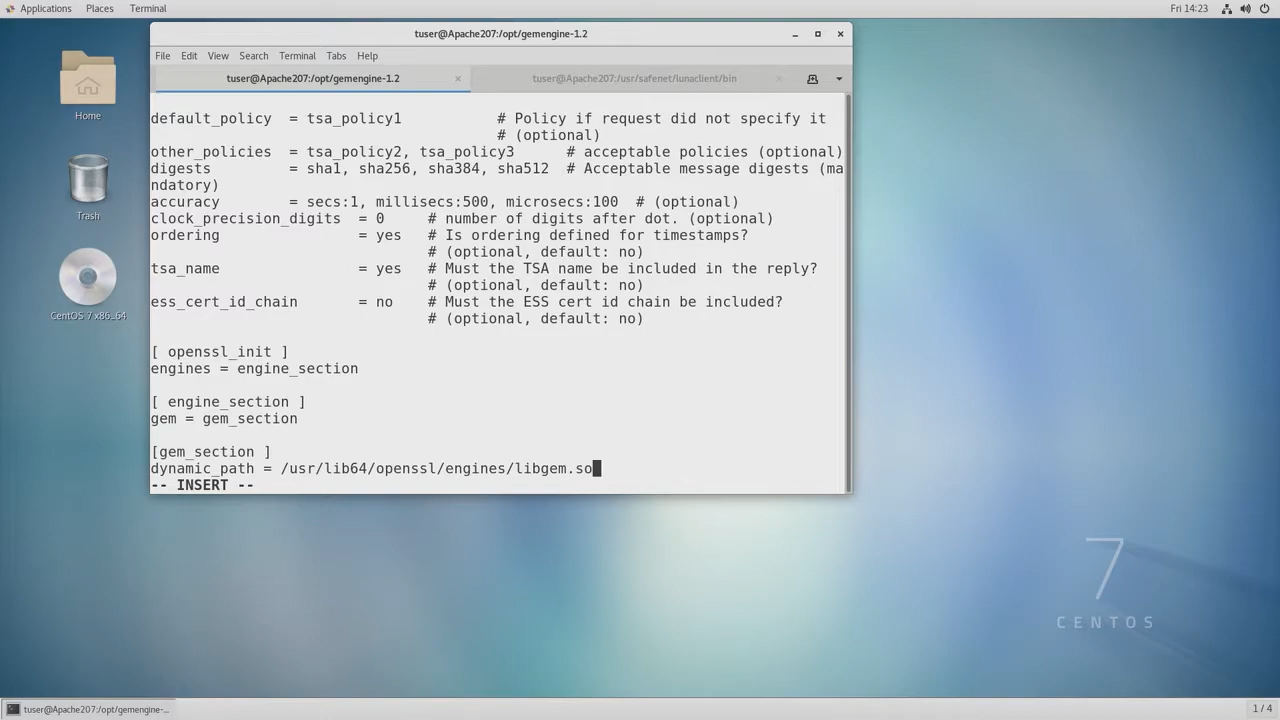 Applications Places Terminal Fri 14:23
tuser@Apache207:/opt/gemengine-1.2
File Edit View Search Terminal Tabs Help
tuser@Apache207:/opt/gemengine-1.2 × tuser@Apache207:/usr/safenet/lunaclient/bin ×
Home
Trash
CentOS 7 x86_64
default_policy  = tsa_policy1           # Policy if request did not specify it
                                        # (optional)
other_policies  = tsa_policy2, tsa_policy3      # acceptable policies (optional)
digests         = sha1, sha256, sha384, sha512  # Acceptable message digests (ma
ndatory)
accuracy        = secs:1, millisecs:500, microsecs:100  # (optional)
clock_precision_digits  = 0     # number of digits after dot. (optional)
ordering                = yes   # Is ordering defined for timestamps?
                                # (optional, default: no)
tsa_name                = yes   # Must the TSA name be included in the reply?
                                # (optional, default: no)
ess_cert_id_chain       = no    # Must the ESS cert id chain be included?
                                # (optional, default: no)
[ openssl_init ]
engines = engine_section
[ engine_section ]
gem = gem_section
[gem_section ]
dynamic_path = /usr/lib64/openssl/engines/libgem.so
-- INSERT --
7
CENTOS
tuser@Apache207:/opt/gemengine-... 1 / 4